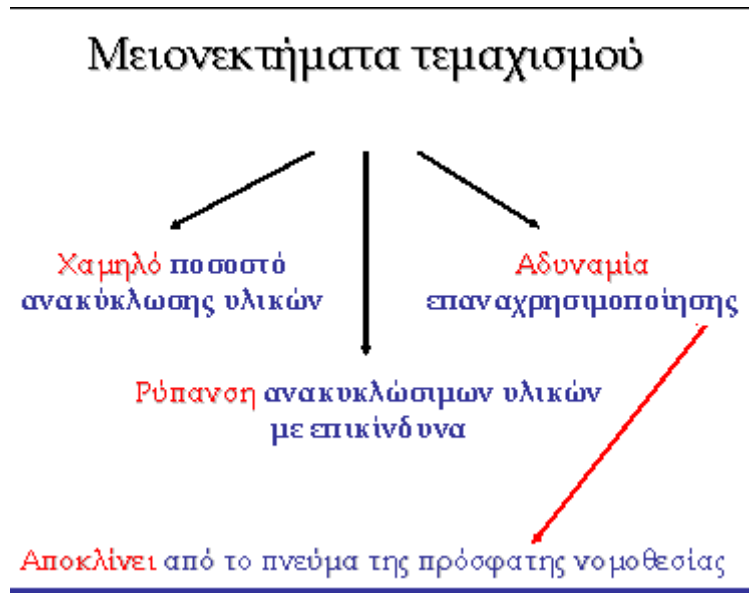 Μειονεκτήματα τεμαχισμού
Χαμηλό ποσοστό
ανακύκλωσης υλικών
Αδυναμία
επαναχρησιμοποίησης
Ρύπανση ανακυκλώσιμων υλικών
με επικίνδυνα
Αποκλίνει από το πνεύμα της πρόσφατης νομοθεσίας